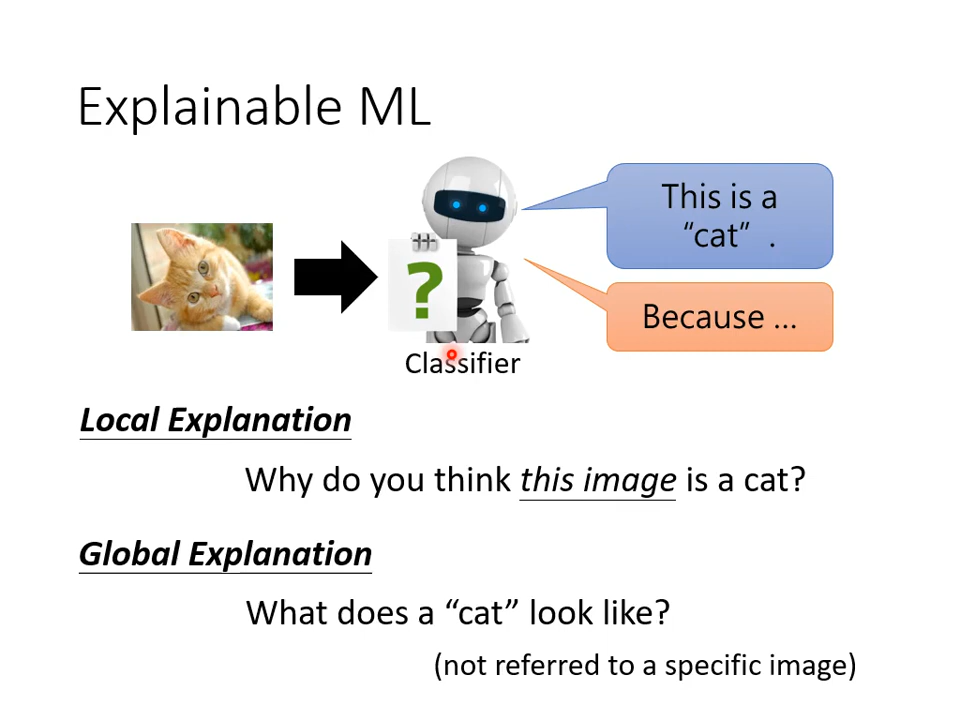 Explainable ML
This is a
“cat” .
Because ...
?
Classifier
Local Explanation
Why do you think this image is a cat?
Global Explanation
What does a “cat” look like?
(not referred to a specific image)